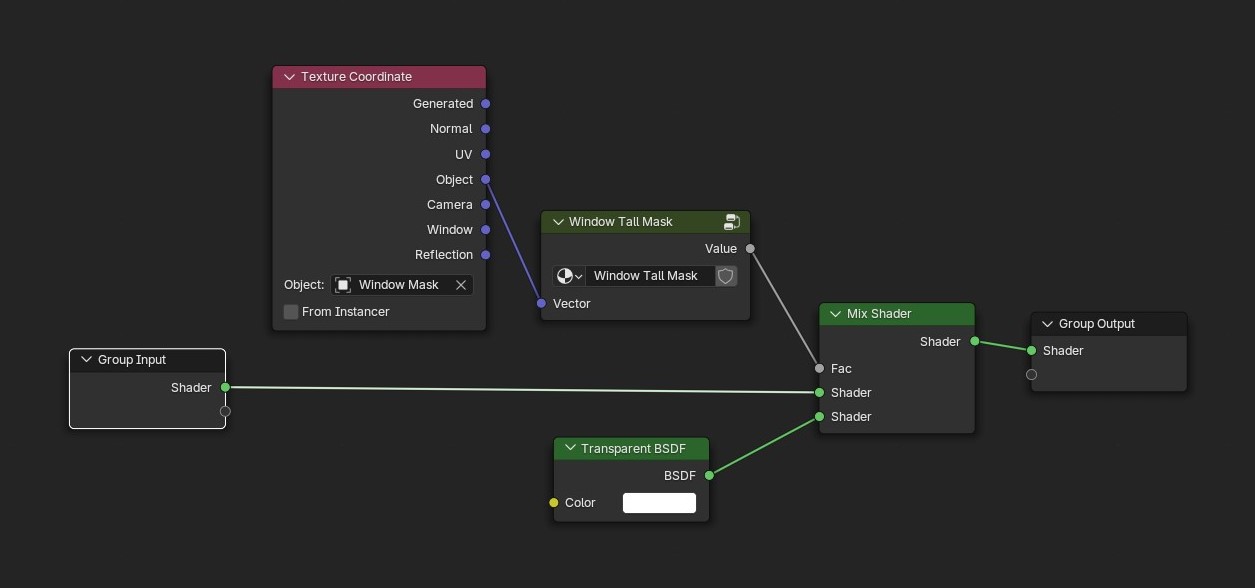 Texture Coordinate
Generated
Normal
UV
Object
Camera
Window
Reflection
Object: Window Mask
From Instancer
Window Tall Mask
Value
Window Tall Mask
Vector
Group Input
Shader
Mix Shader
Shader
Fac
Shader
Shader
Group Output
Shader
Transparent BSDF
BSDF
Color